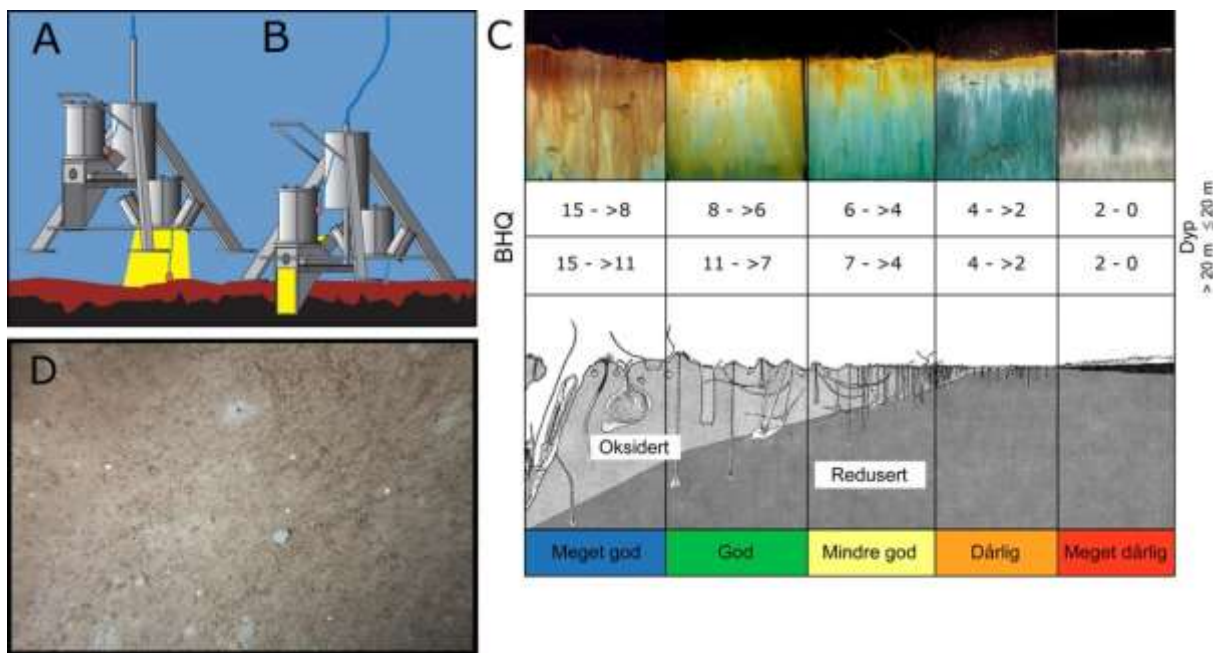 A
B
C
BHQ
15 - >8 8 - >6 6 - >4 4 - >2 2 - 0
15 - >11 11 - >7 7 - >4 4 - >2 2 - 0
Dyp
> 20 m ≤ 20 m
Oksidert
Redusert
Meget god God Mindre god Dårlig Meget dårlig
D